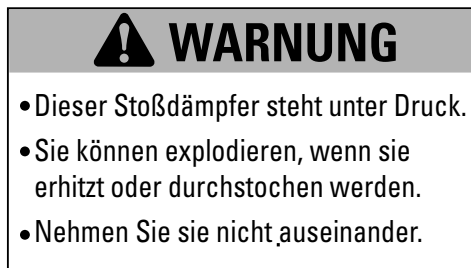 WARNUNG
• Dieser Stoßdämpfer steht unter Druck.
• Sie können explodieren, wenn sie
erhitzt oder durchstochen werden.
• Nehmen Sie sie nicht auseinander.